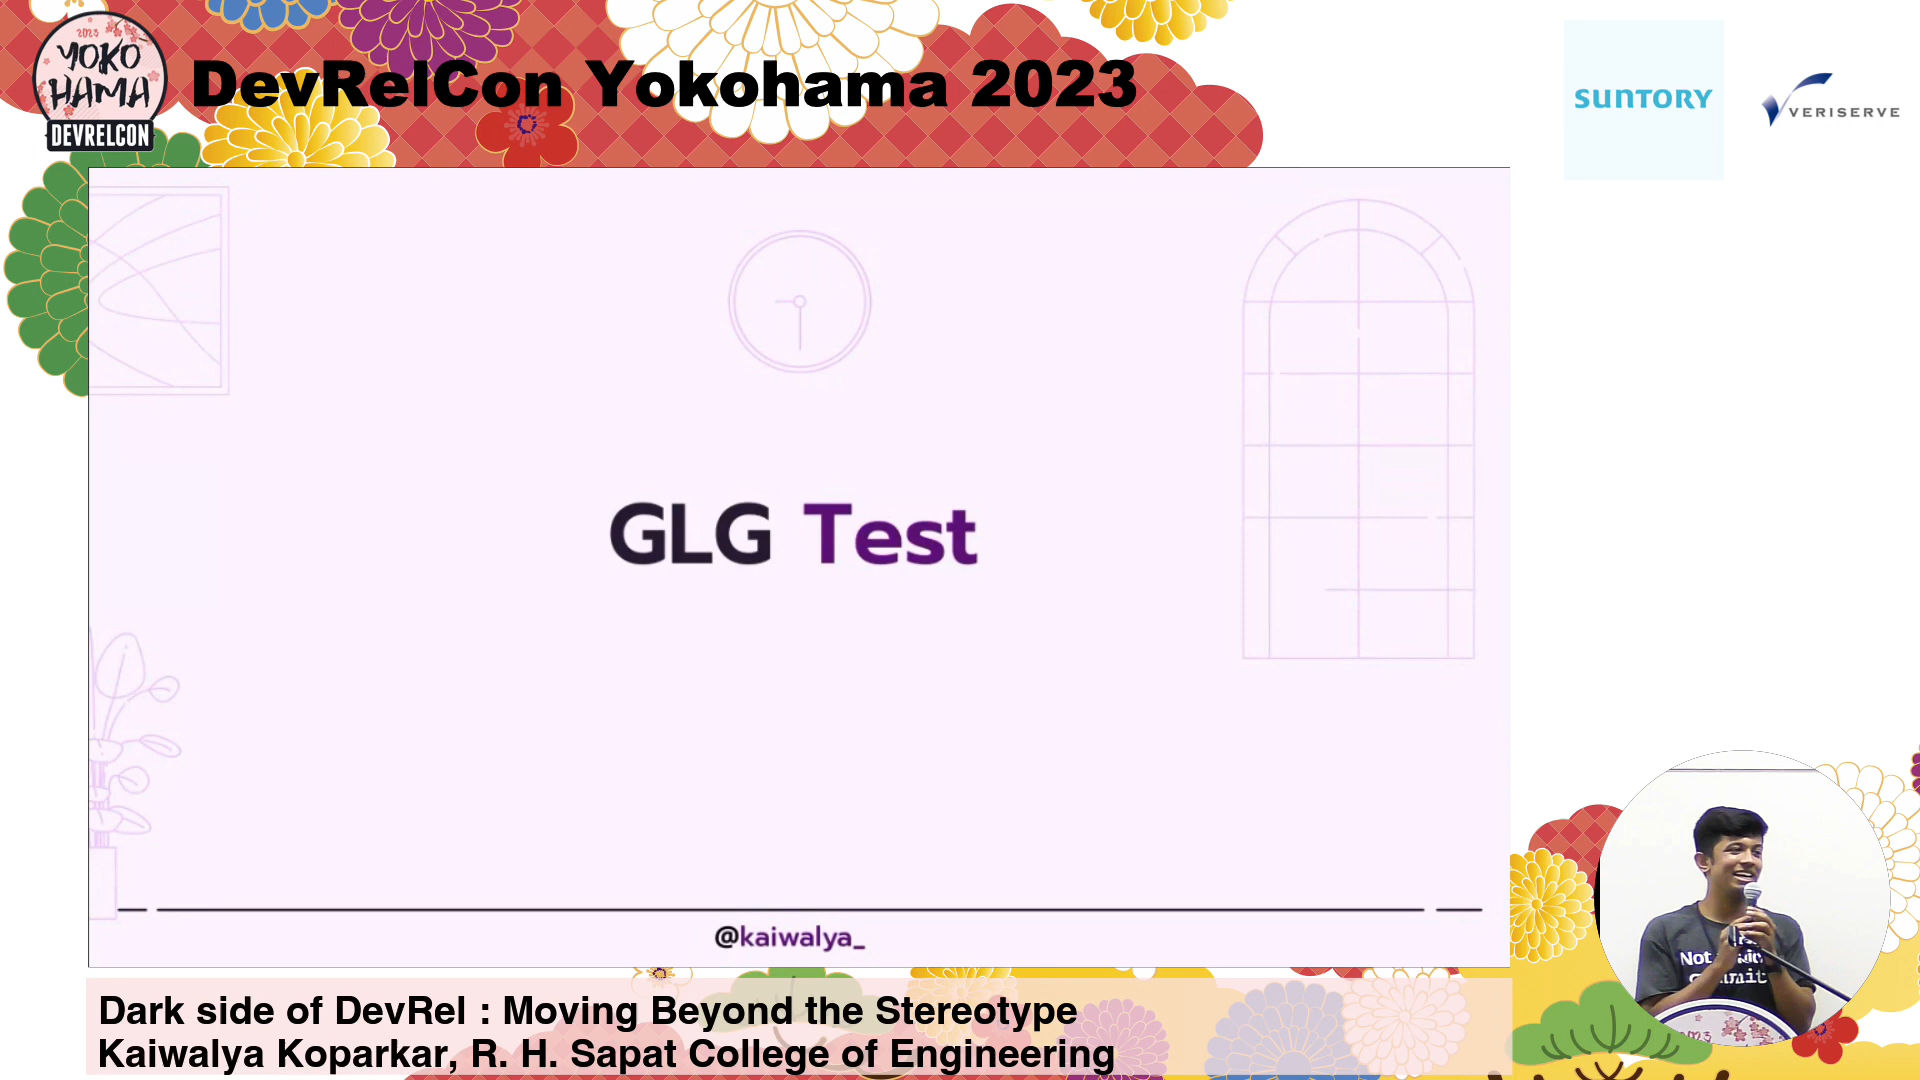 2023
YOKO
HAMA
DEVRELCON
DevRelCon Yokohama 2023
SUNTORY
VERISERVE
GLG Test
@kaiwalya_
Not
Dark side of DevRel : Moving Beyond the Stereotype
Kaiwalya Koparkar, R. H. Sapat College of Engineering